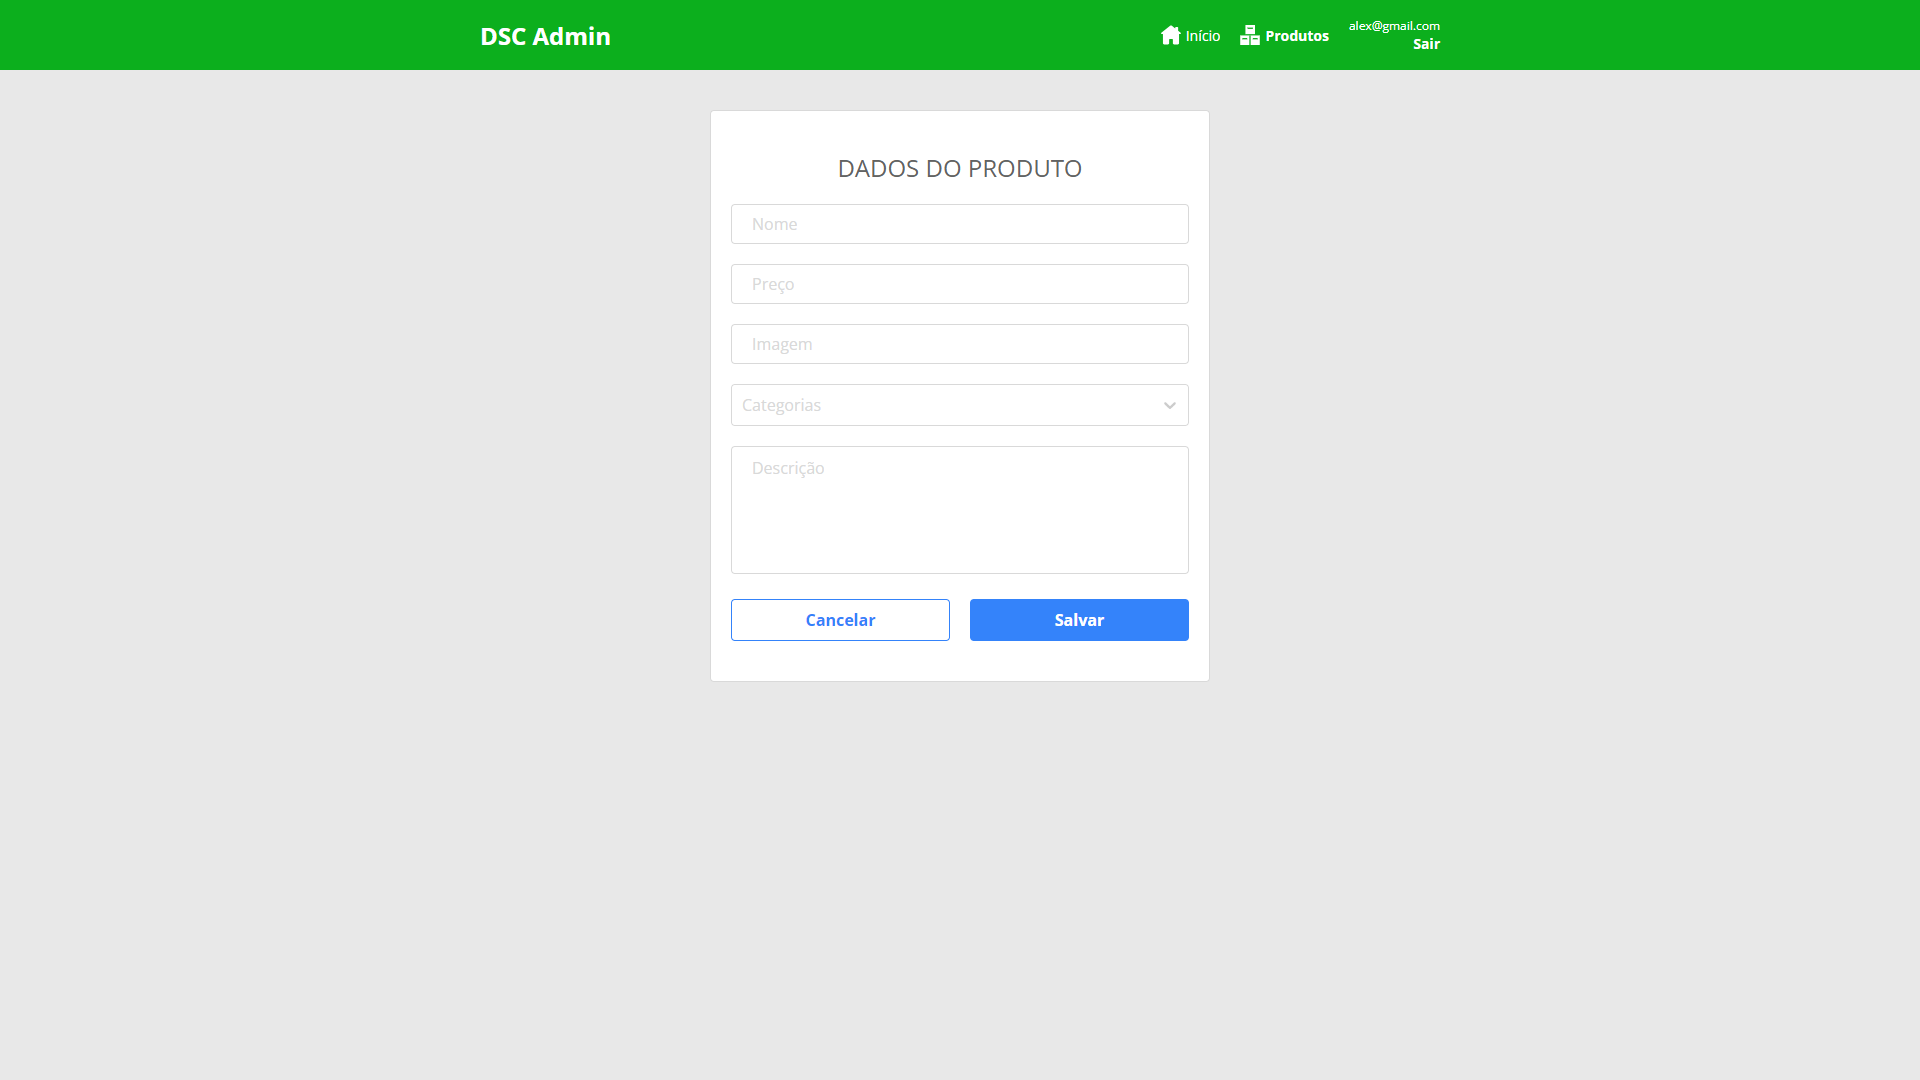 DSC Admin
Início
Produtos
alex@gmail.com
Sair
DADOS DO PRODUTO
Nome
Preço
Imagem
Categorias
Descrição
Cancelar
Salvar